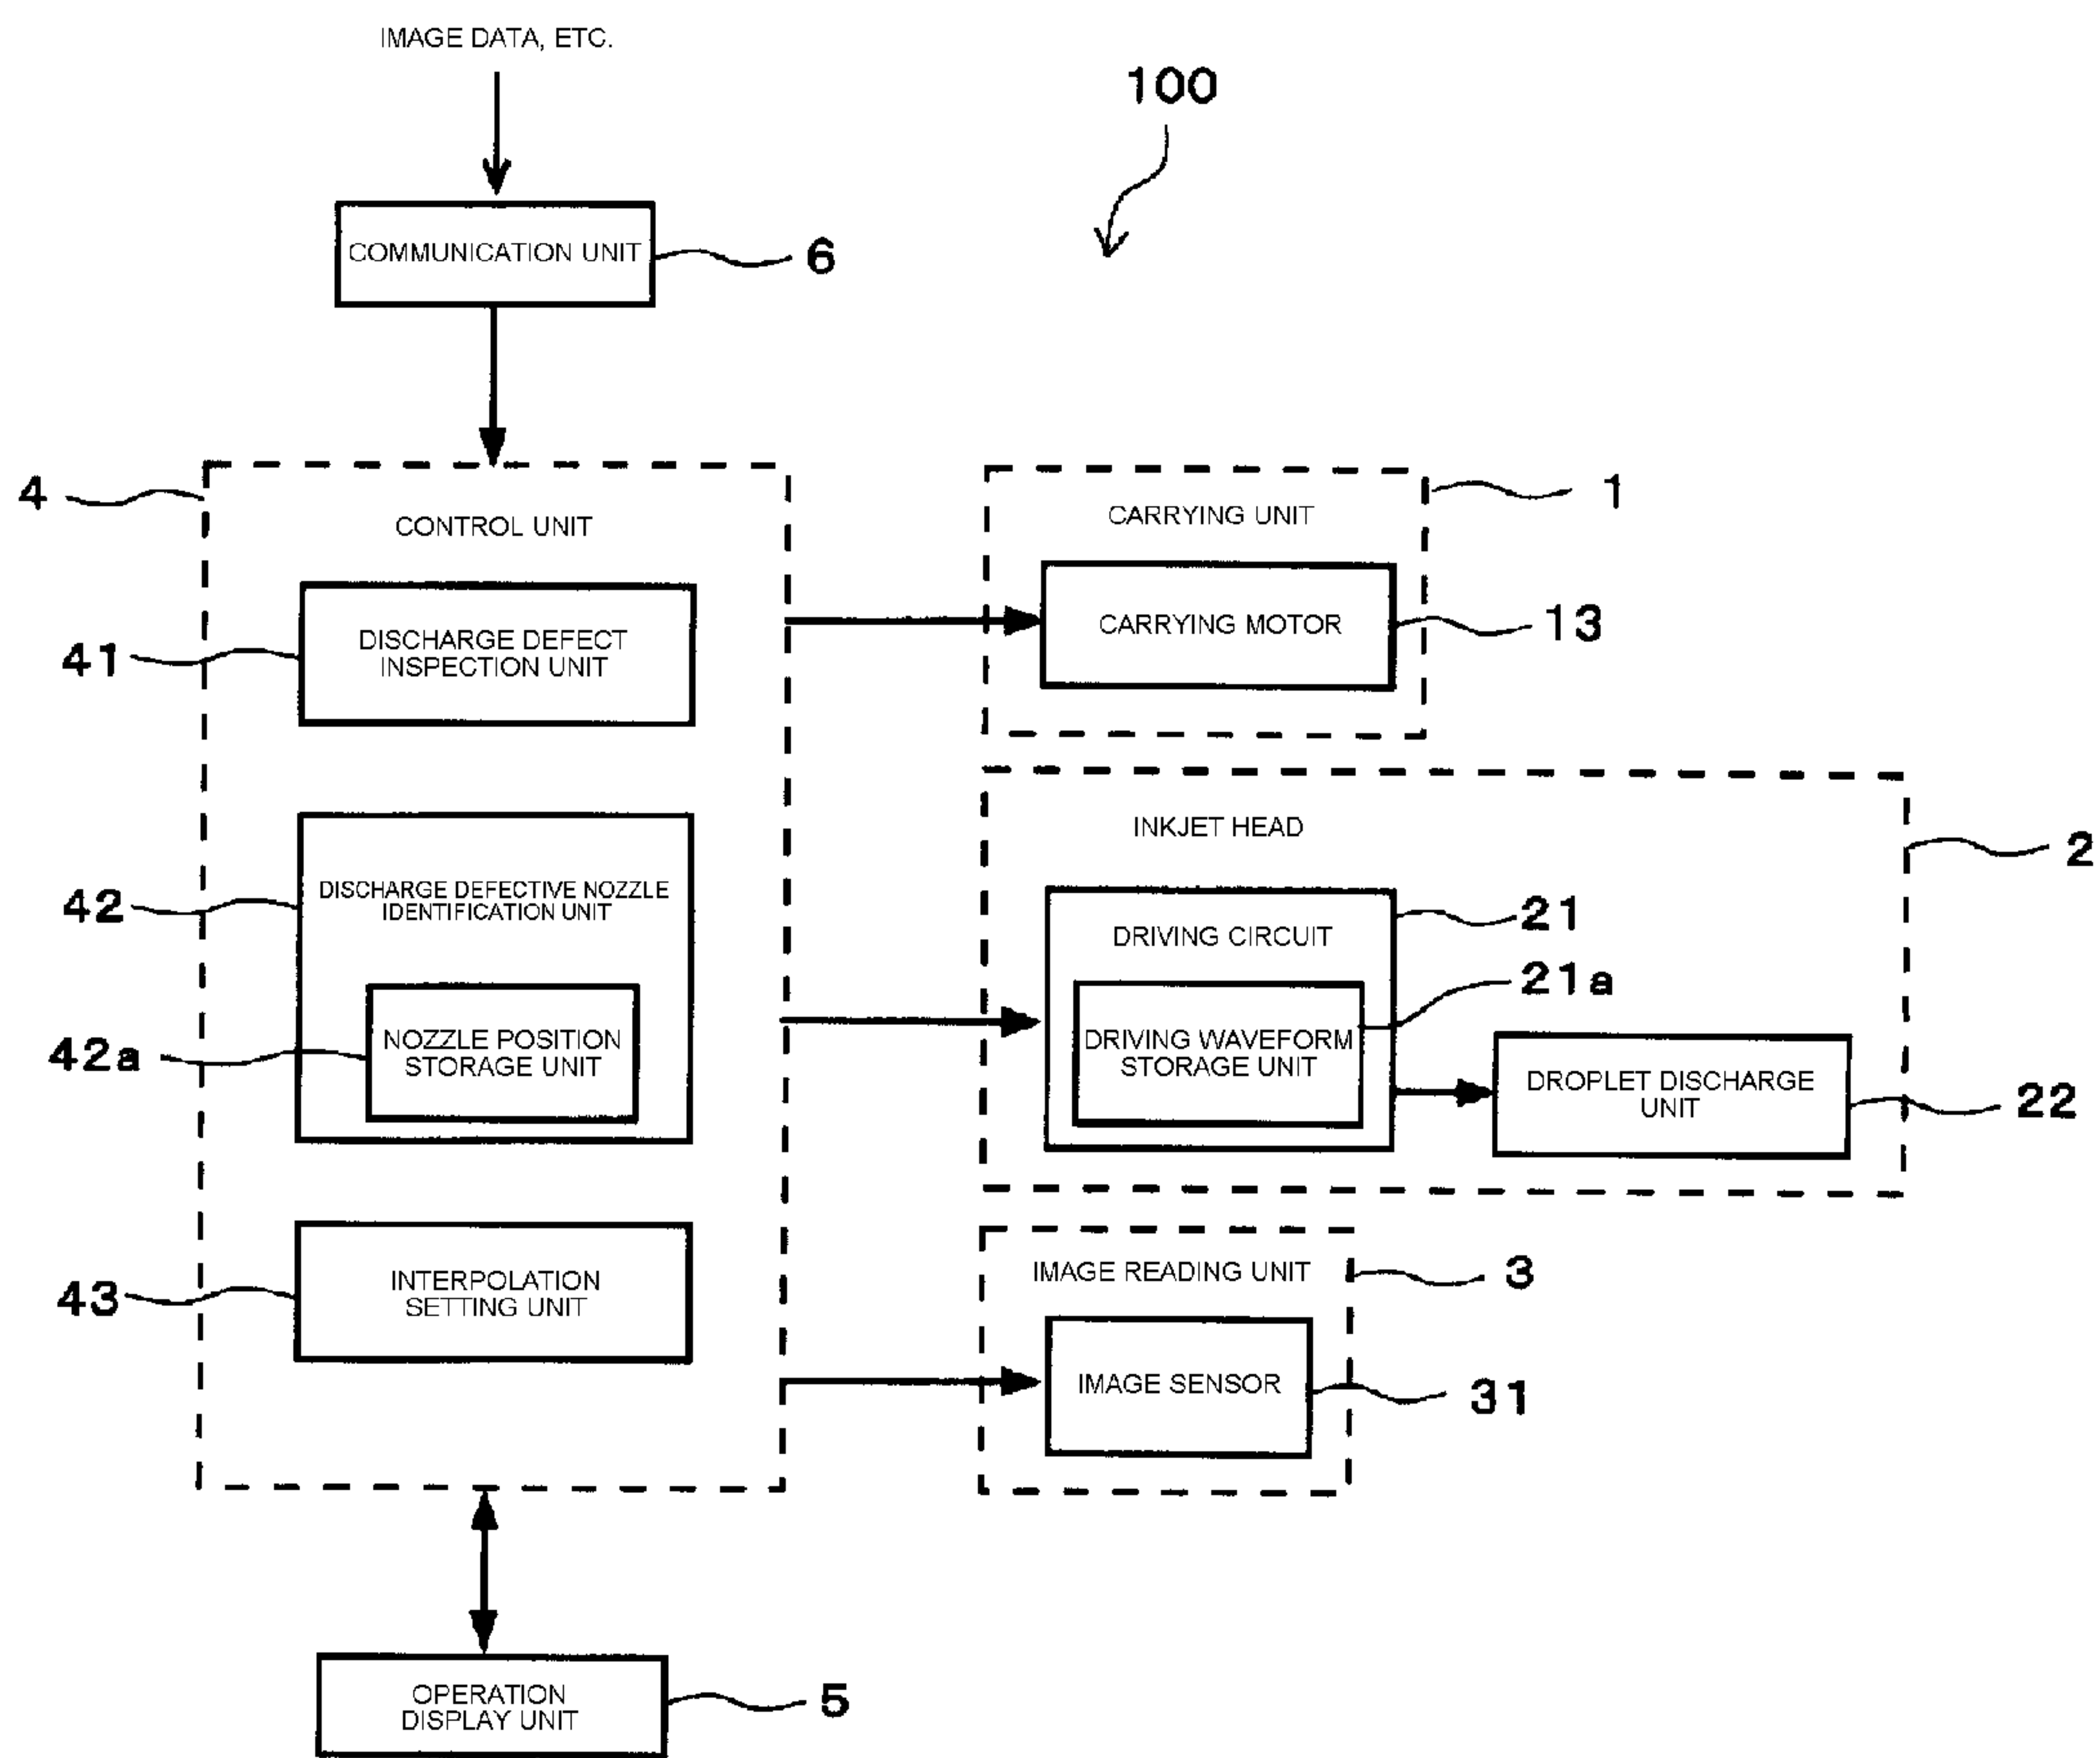 IMAGE DATA, ETC.
100
COMMUNICATION UNIT
6
4
CONTROL UNIT
41
DISCHARGE DEFECT
INSPECTION UNIT
42
DISCHARGE DEFECTIVE NOZZLE
IDENTIFICATION UNIT
42a
NOZZLE POSITION
STORAGE UNIT
43
INTERPOLATION
SETTING UNIT
1
CARRYING UNIT
CARRYING MOTOR
13
INKJET HEAD
2
21
DRIVING CIRCUIT
21a
DRIVING WAVEFORM
STORAGE UNIT
DROPLET DISCHARGE
UNIT
22
IMAGE READING UNIT
3
IMAGE SENSOR
31
OPERATION
DISPLAY UNIT
5